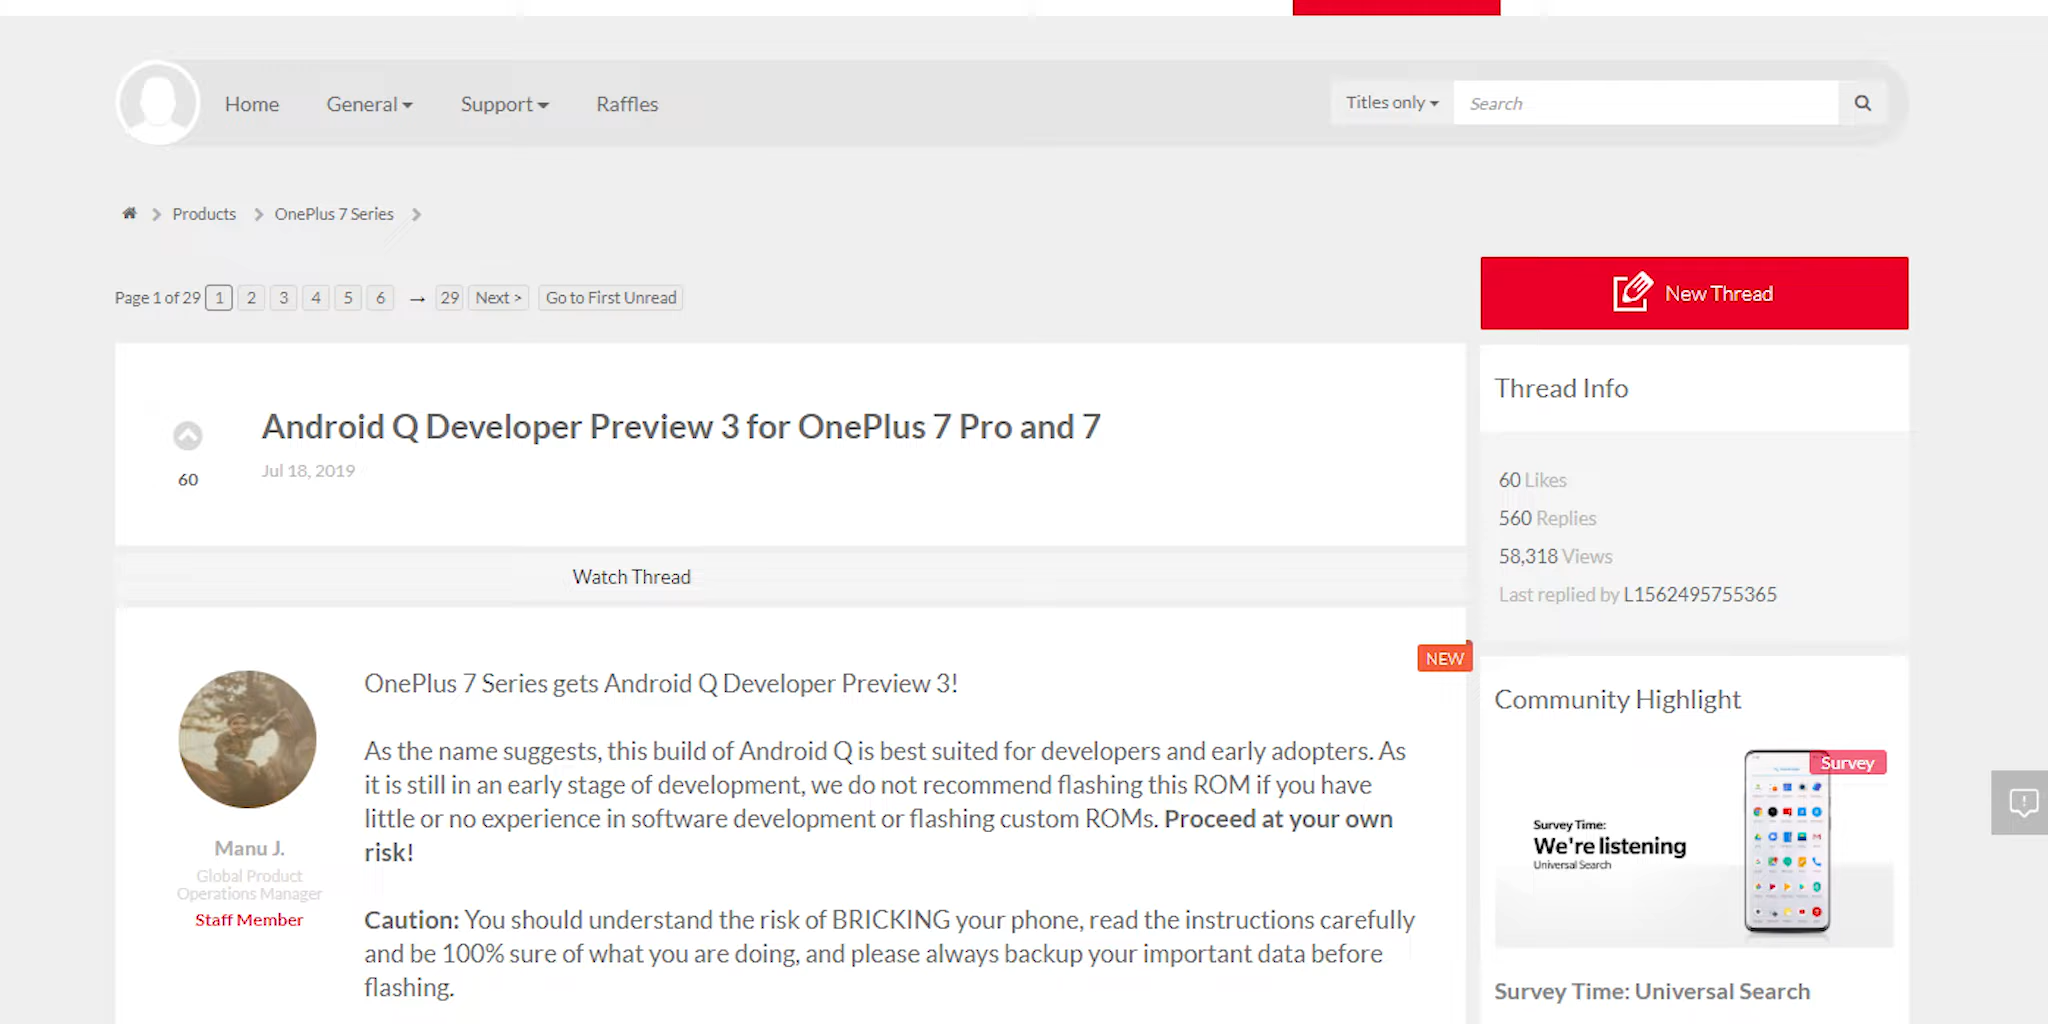 Home General Support Raffles Titles only Search
Products OnePlus 7 Series
Page 1 of 29 1 2 3 4 5 6 → 29 Next > Go to First Unread
New Thread
Android Q Developer Preview 3 for OnePlus 7 Pro and 7
Jul 18, 2019
60
Watch Thread
Thread Info
60 Likes
560 Replies
58,318 Views
Last replied by L1562495755365
NEW
OnePlus 7 Series gets Android Q Developer Preview 3!
As the name suggests, this build of Android Q is best suited for developers and early adopters. As
it is still in an early stage of development, we do not recommend flashing this ROM if you have
little or no experience in software development or flashing custom ROMs. Proceed at your own
risk!
Caution: You should understand the risk of BRICKING your phone, read the instructions carefully
and be 100% sure of what you are doing, and please always backup your important data before
flashing.
Manu J.
Global Product
Operations Manager
Staff Member
Community Highlight
Survey
Survey Time:
We're listening
Universal Search
Survey Time: Universal Search